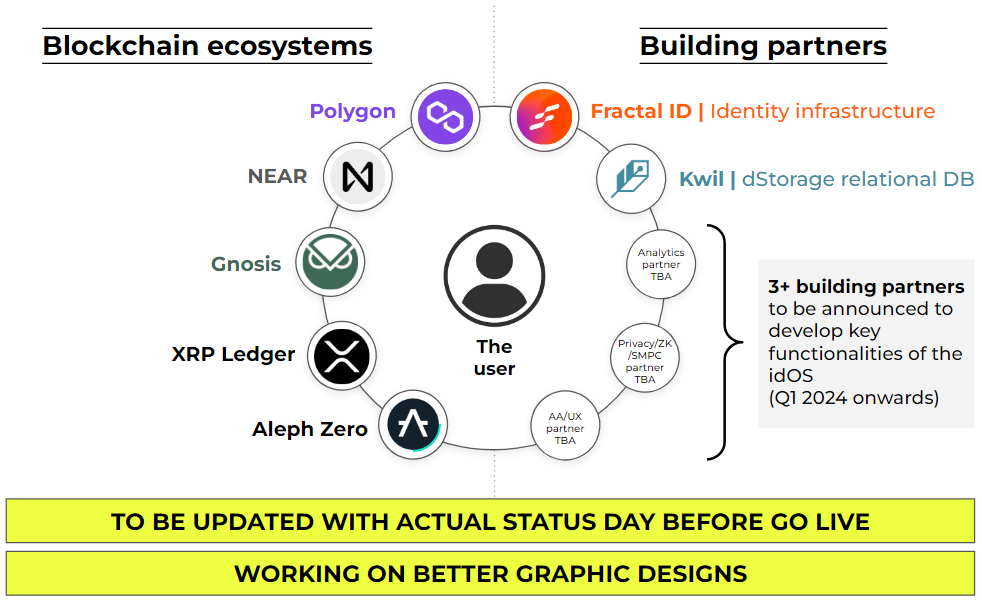 Blockchain ecosystems
Building partners
Polygon
NEAR
Gnosis
XRP Ledger
Aleph Zero
The
user
Fractal ID | Identity infrastructure
Kwil | dStorage relational DB
Analytics
partner
TBA
Privacy/ZK
/SMPC
partner
TBA
AA/UX
partner
TBA
3+ building partners
to be announced to
develop key
functionalities of the
idOS
(Q1 2024 onwards)
TO BE UPDATED WITH ACTUAL STATUS DAY BEFORE GO LIVE
WORKING ON BETTER GRAPHIC DESIGNS